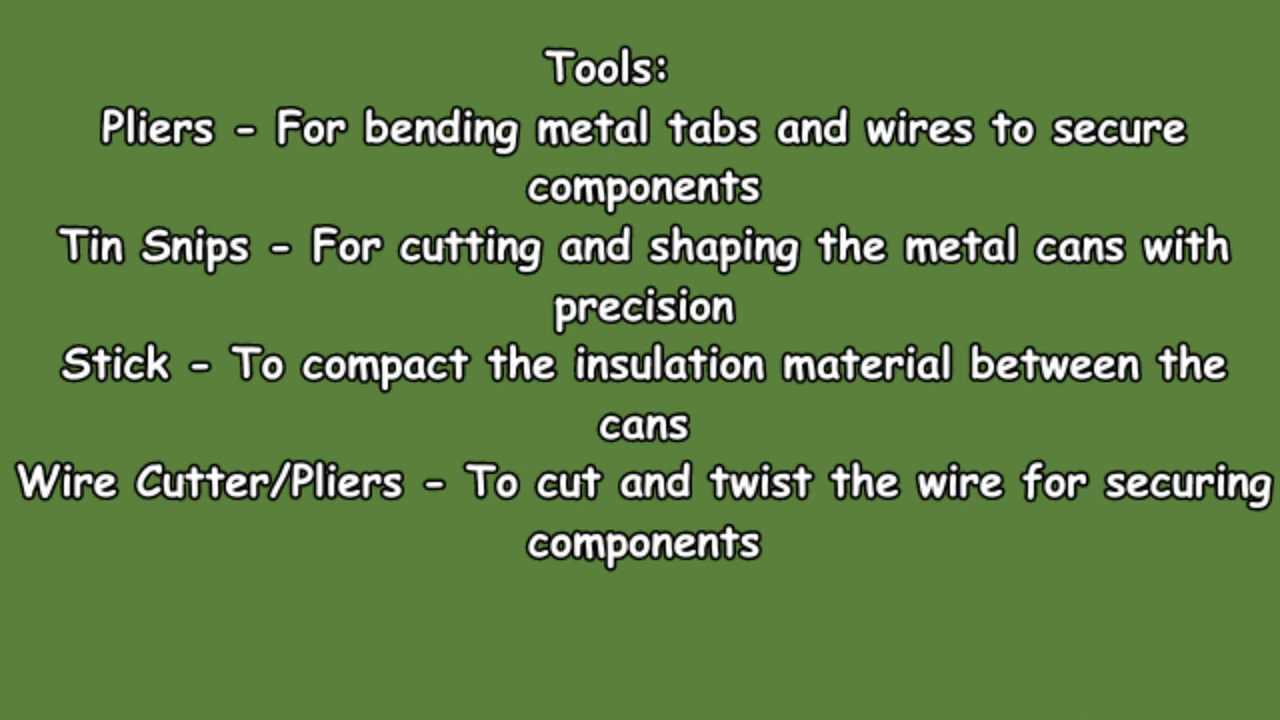 Tools:
Pliers - For bending metal tabs and wires to secure
components
Tin Snips - For cutting and shaping the metal cans with
precision
Stick - To compact the insulation material between the
cans
Wire Cutter/Pliers - To cut and twist the wire for securing
components